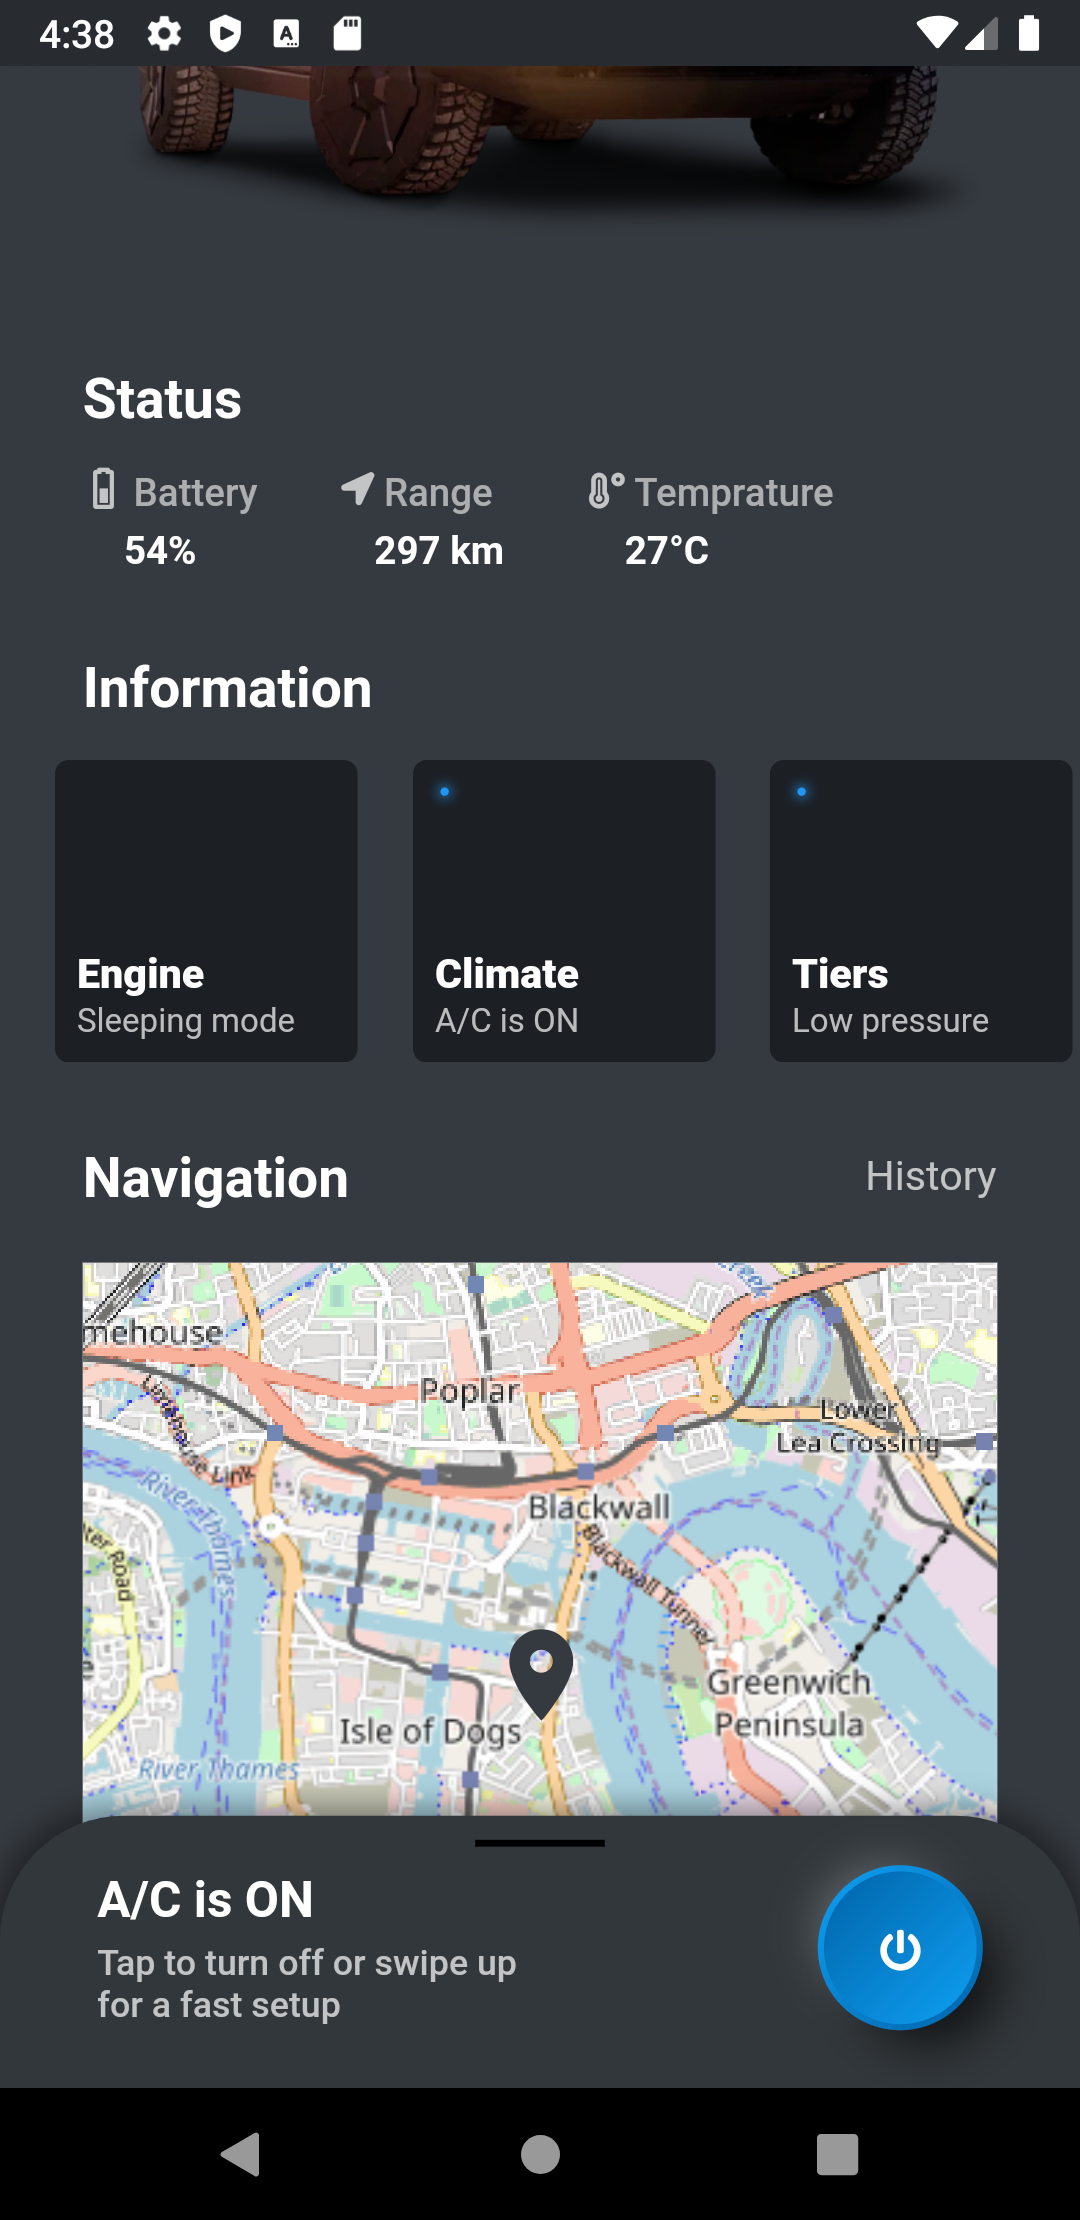 4:38
Status
Battery
Range
Temprature
54%
297 km
27°C
Information
Engine
Sleeping mode
Climate
A/C is ON
Tiers
Low pressure
Navigation
History
mehouse
Poplar
Limehouse Link
Lower
Lea Crossing
River Thames
Blackwall
Blackwall Tunnel
ter Road
Greenwich
Peninsula
Isle of Dogs
River Thames
A/C is ON
Tap to turn off or swipe up
for a fast setup